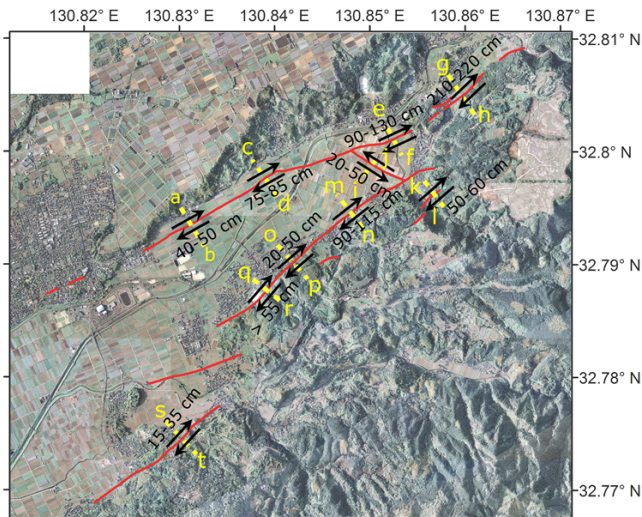 130.82° E 130.83° E 130.84° E 130.85° E 130.86° E 130.87° E
32.81° N
g
210-220 cm
h
e
90-130 cm
f
32.8° N
c
75-85 cm
d
20-50 cm
j
i
m
k
50-60 cm
l
a
40-50 cm
b
90-115 cm
n
o
20-50 cm
p
32.79° N
q
> 55 cm
r
32.78° N
s
15-35 cm
t
32.77° N